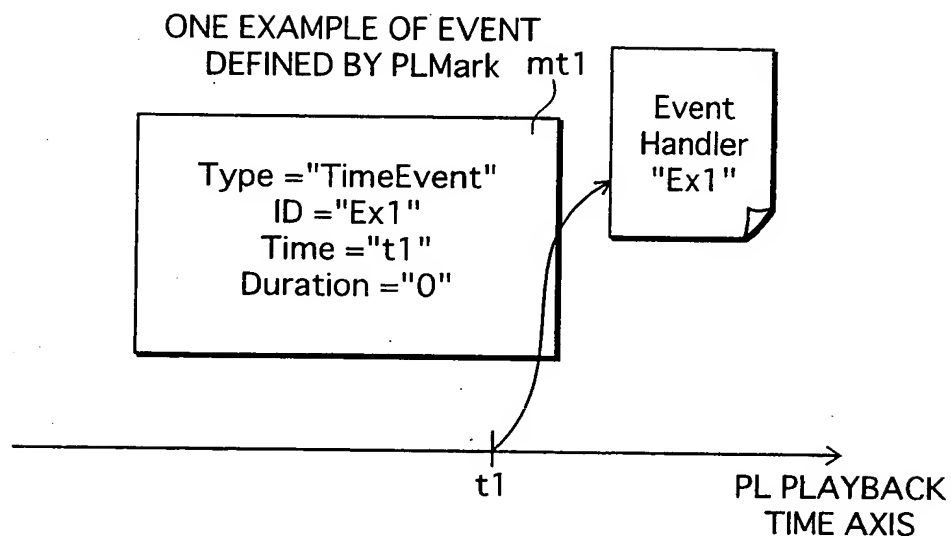 ONE EXAMPLE OF EVENT
DEFINED BY PLMark mt1
Event
Handler
"Ex1"
Type ="TimeEvent"
ID ="Ex1"
Time ="t1"
Duration ="0"
t1
PL PLAYBACK
TIME AXIS